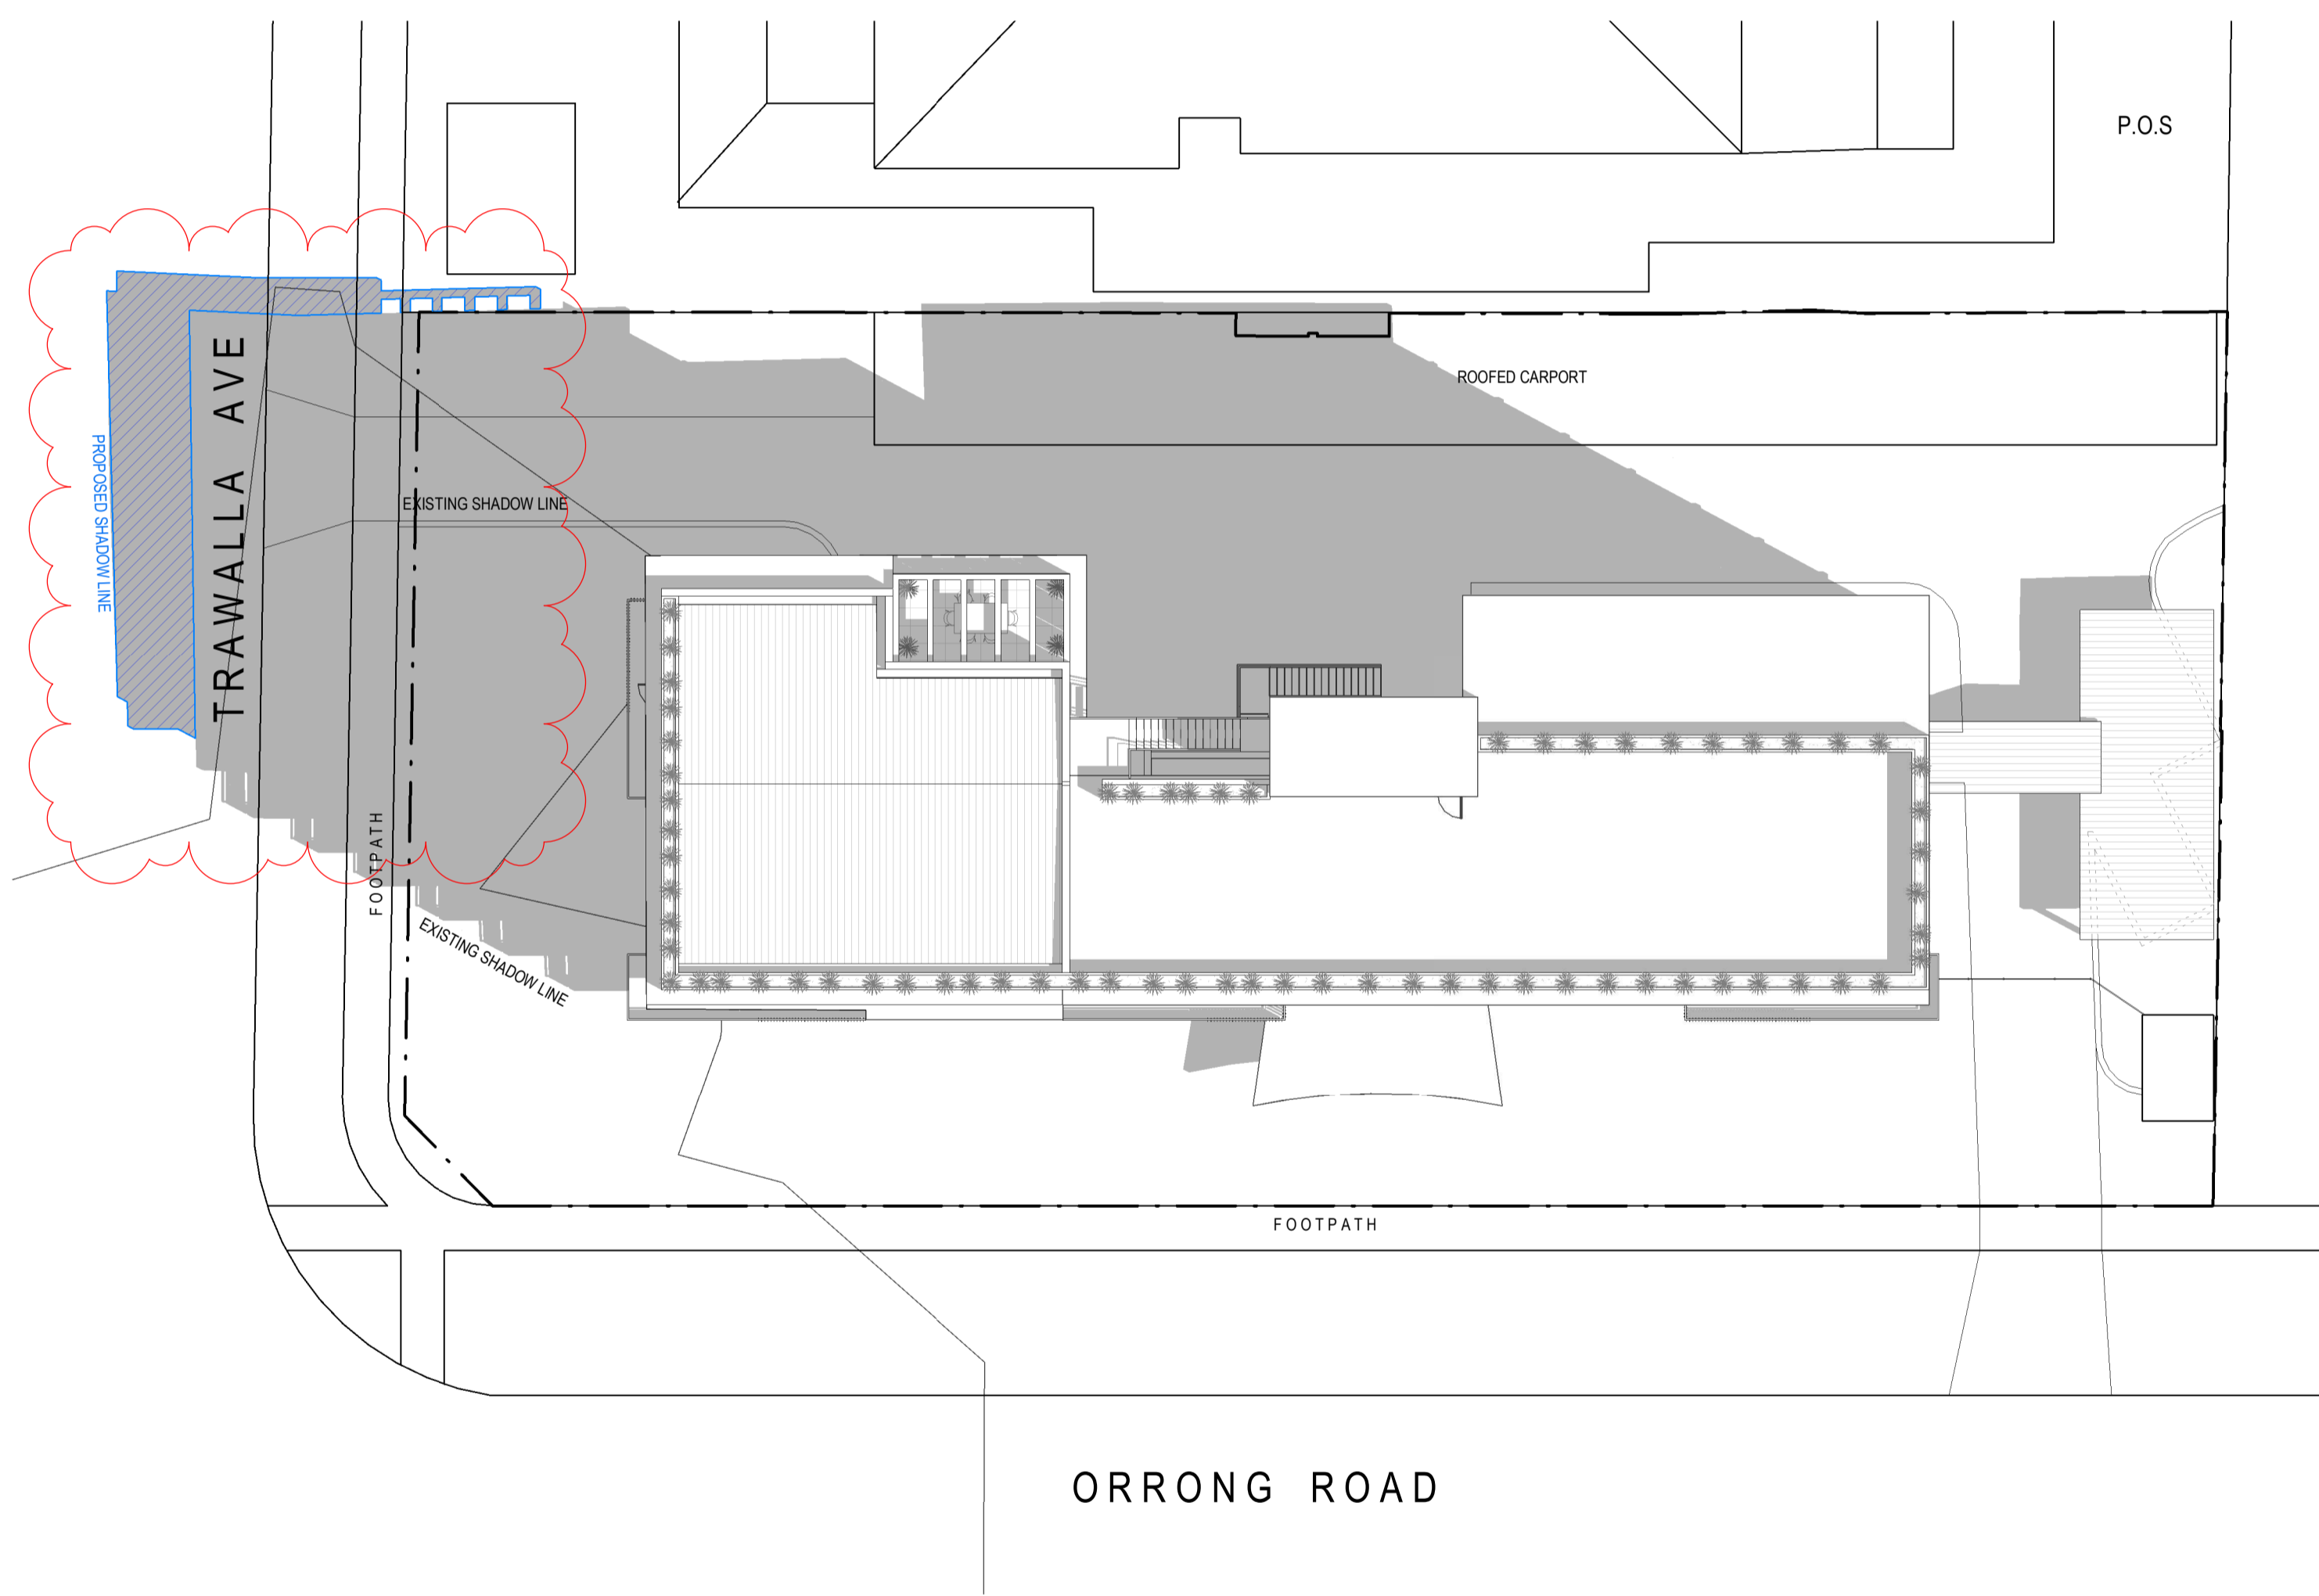 P.O.S
ROOFED CARPORT
TRAWALLA AVE
PROPOSED SHADOW LINE
EXISTING SHADOW LINE
FOOTPATH
EXISTING SHADOW LINE
FOOTPATH
ORRONG ROAD